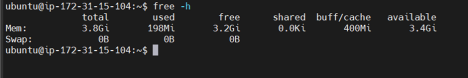 ubuntu@ip-172-31-15-104:~$ free -h
              total        used        free      shared  buff/cache   available
Mem:          3.8Gi       198Mi       3.2Gi       0.0Ki       400Mi       3.4Gi
Swap:            0B          0B          0B
ubuntu@ip-172-31-15-104:~$